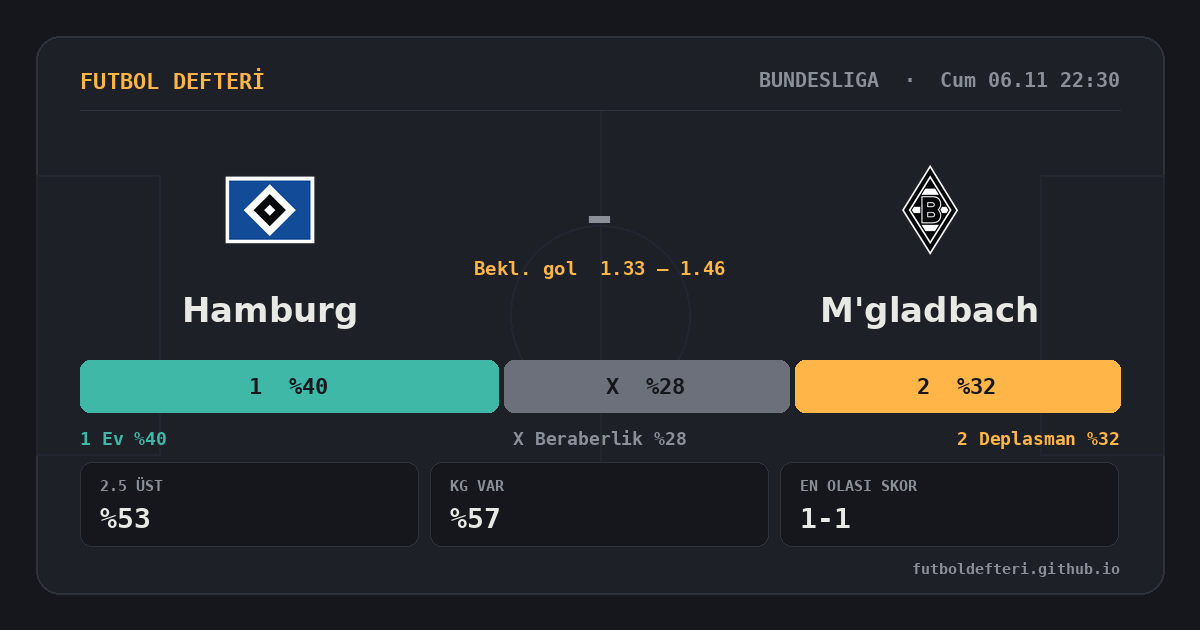 FUTBOL DEFTERİ
BUNDESLIGA · Cum 06.11 22:30
B
–
Bekl. gol 1.33 – 1.46
Hamburg
M'gladbach
1 %40
X %28
2 %32
1 Ev %40
X Beraberlik %28
2 Deplasman %32
2.5 ÜST
KG VAR
EN OLASI SKOR
%53
%57
1-1
futboldefteri.github.io